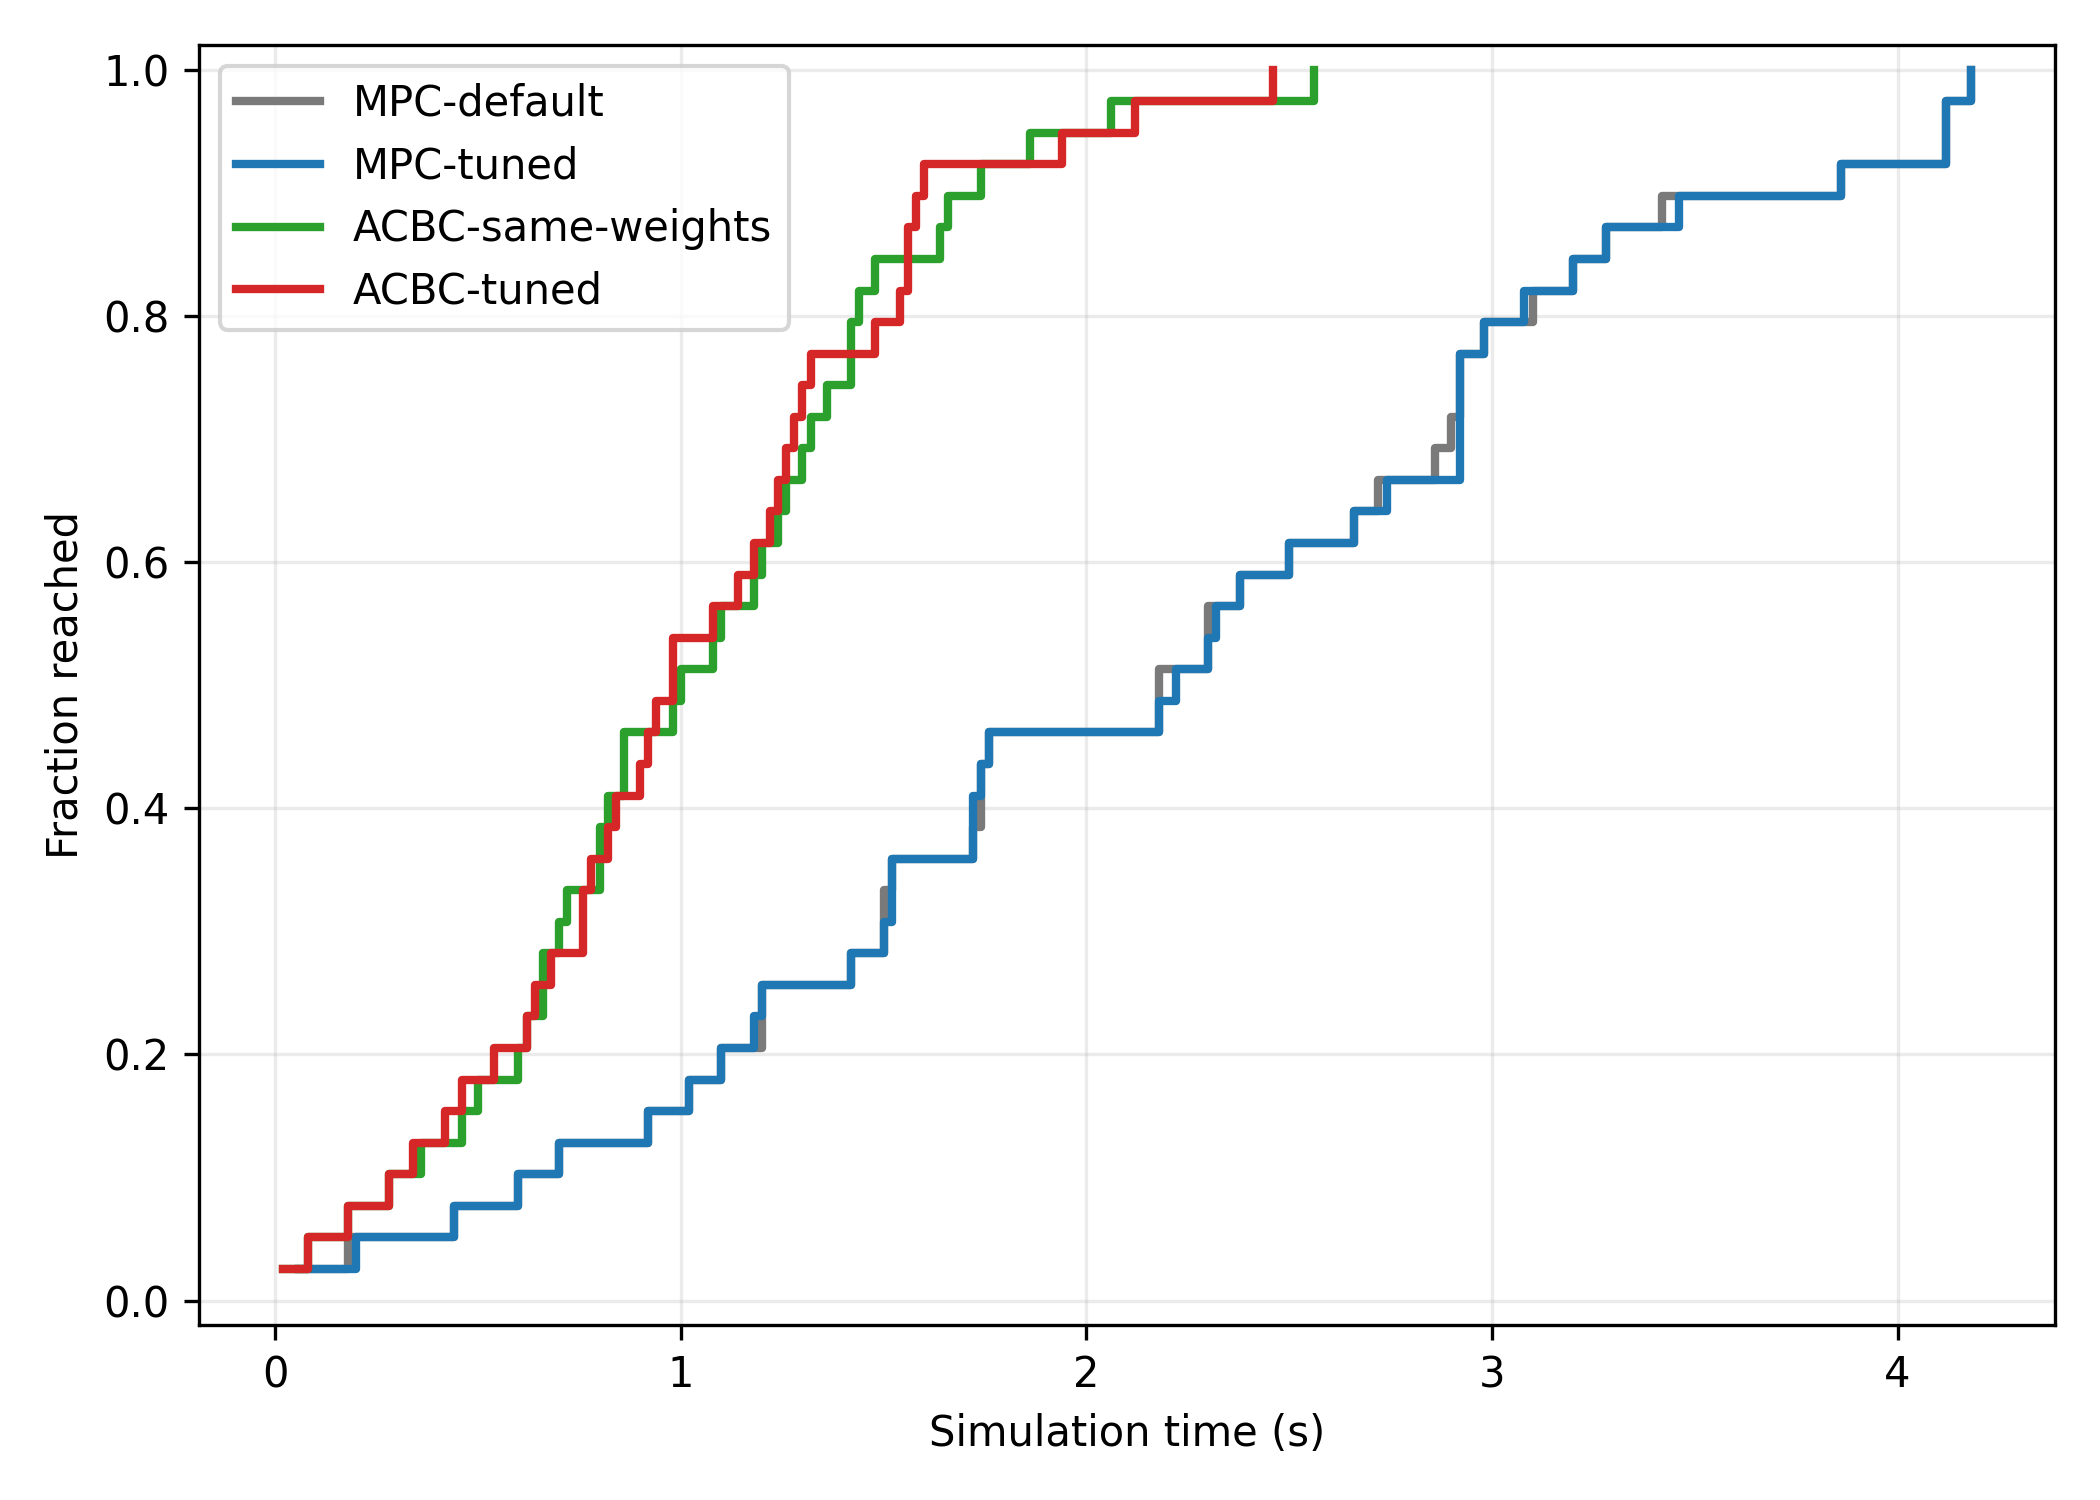 MPC-default
MPC-tuned
ACBC-same-weights
ACBC-tuned
Fraction reached
1.0
0.8
0.6
0.4
0.2
0.0
0 1 2 3 4
Simulation time (s)